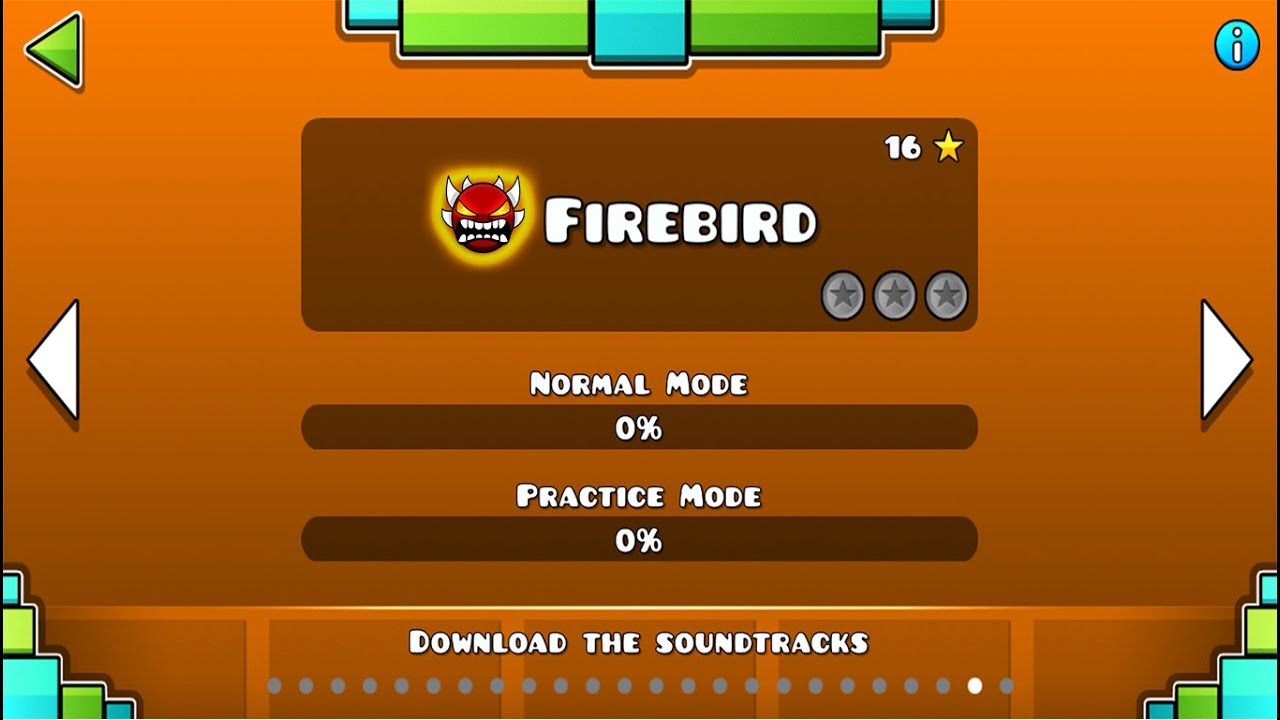 16
Firebird
Normal Mode
0%
Practice Mode
0%
Download the soundtracks